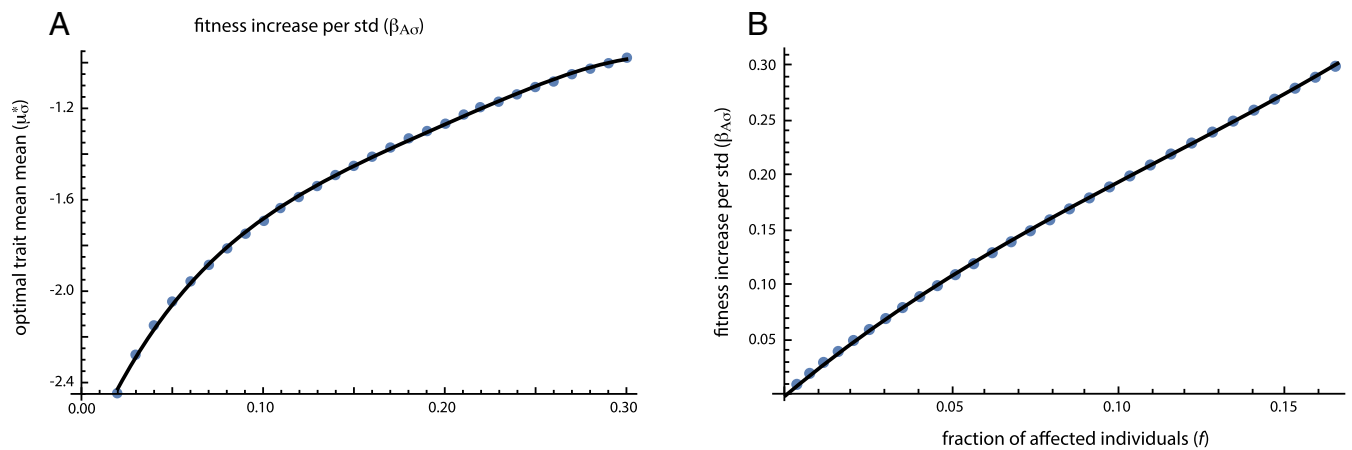 A
fitness increase per std (βAσ)
optimal trait mean mean (μ*σ)
-1.2
-1.6
-2.0
-2.4
0.00
0.10
0.20
0.30
B
fitness increase per std (βAσ)
0.30
0.25
0.20
0.15
0.10
0.05
0.05
0.10
0.15
fraction of affected individuals (f)